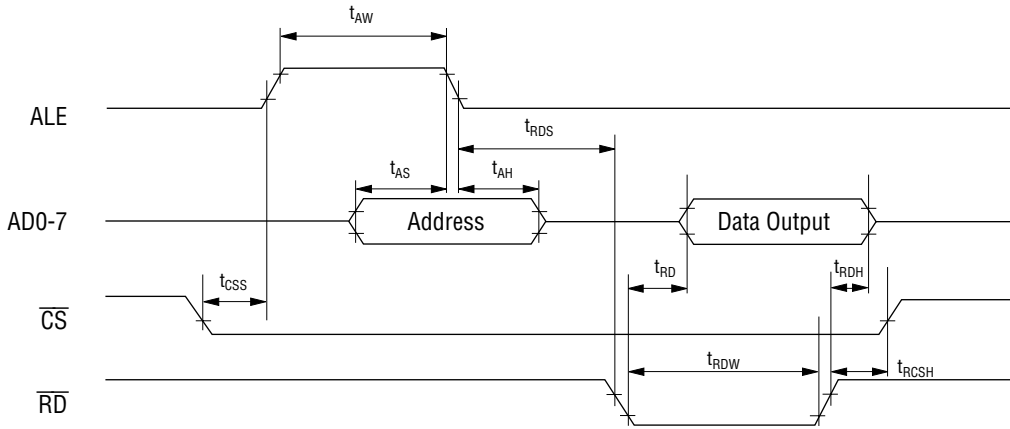 tAW
ALE
tRDS
tAS
tAH
AD0-7
Address
Data Output
tCSS
tRD
tRDH
CS
tRDW
tRCSH
RD